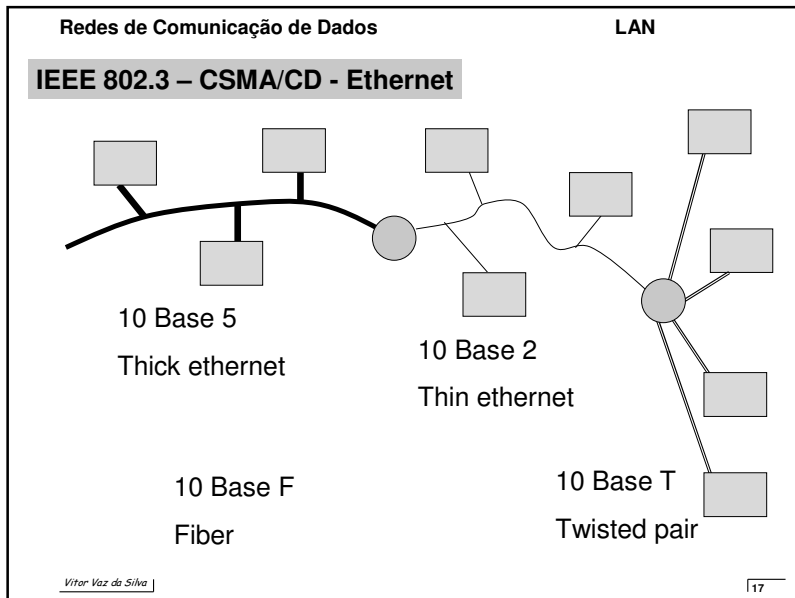 Redes de Comunicação de Dados LAN
IEEE 802.3 – CSMA/CD - Ethernet
10 Base 5
Thick ethernet
10 Base 2
Thin ethernet
10 Base F
Fiber
10 Base T
Twisted pair
Vitor Vaz da Silva
17